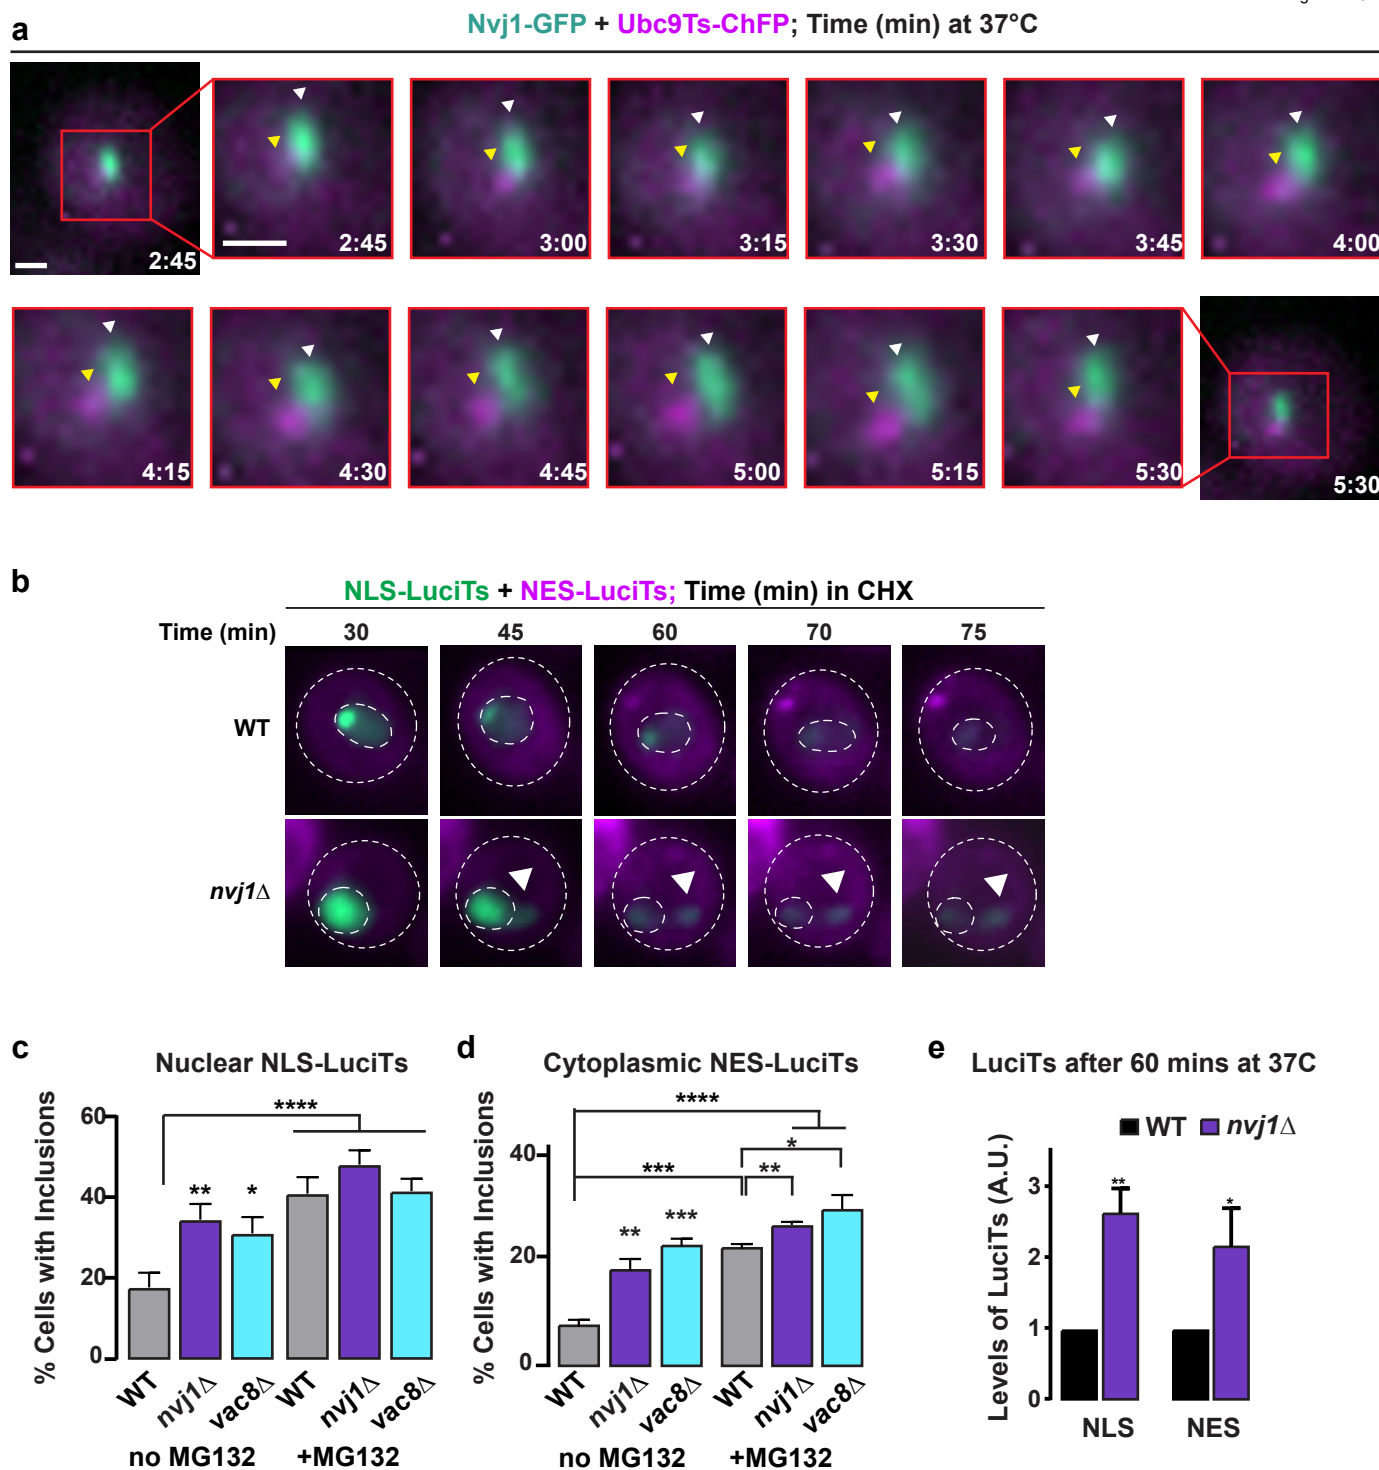 a
Nvj1-GFP + Ubc9Ts-ChFP; Time (min) at 37°C
2:45
2:45
3:00
3:15
3:30
3:45
4:00
4:15
4:30
4:45
5:00
5:15
5:30
5:30
b
NLS-LuciTs + NES-LuciTs; Time (min) in CHX
Time (min) 30 45 60 70 75
WT
nvj1Δ
c
Nuclear NLS-LuciTs
% Cells with Inclusions
60
40
20
0
****
** *
WT nvj1Δ vac8Δ WT nvj1Δ vac8Δ
no MG132 +MG132
d
Cytoplasmic NES-LuciTs
% Cells with Inclusions
40
20
0
****
*
*** **
** ***
WT nvj1Δ vac8Δ WT nvj1Δ vac8Δ
no MG132 +MG132
e
LuciTs after 60 mins at 37C
WT nvj1Δ
Levels of LuciTs (A.U.)
3
2
1
0
** *
NLS NES